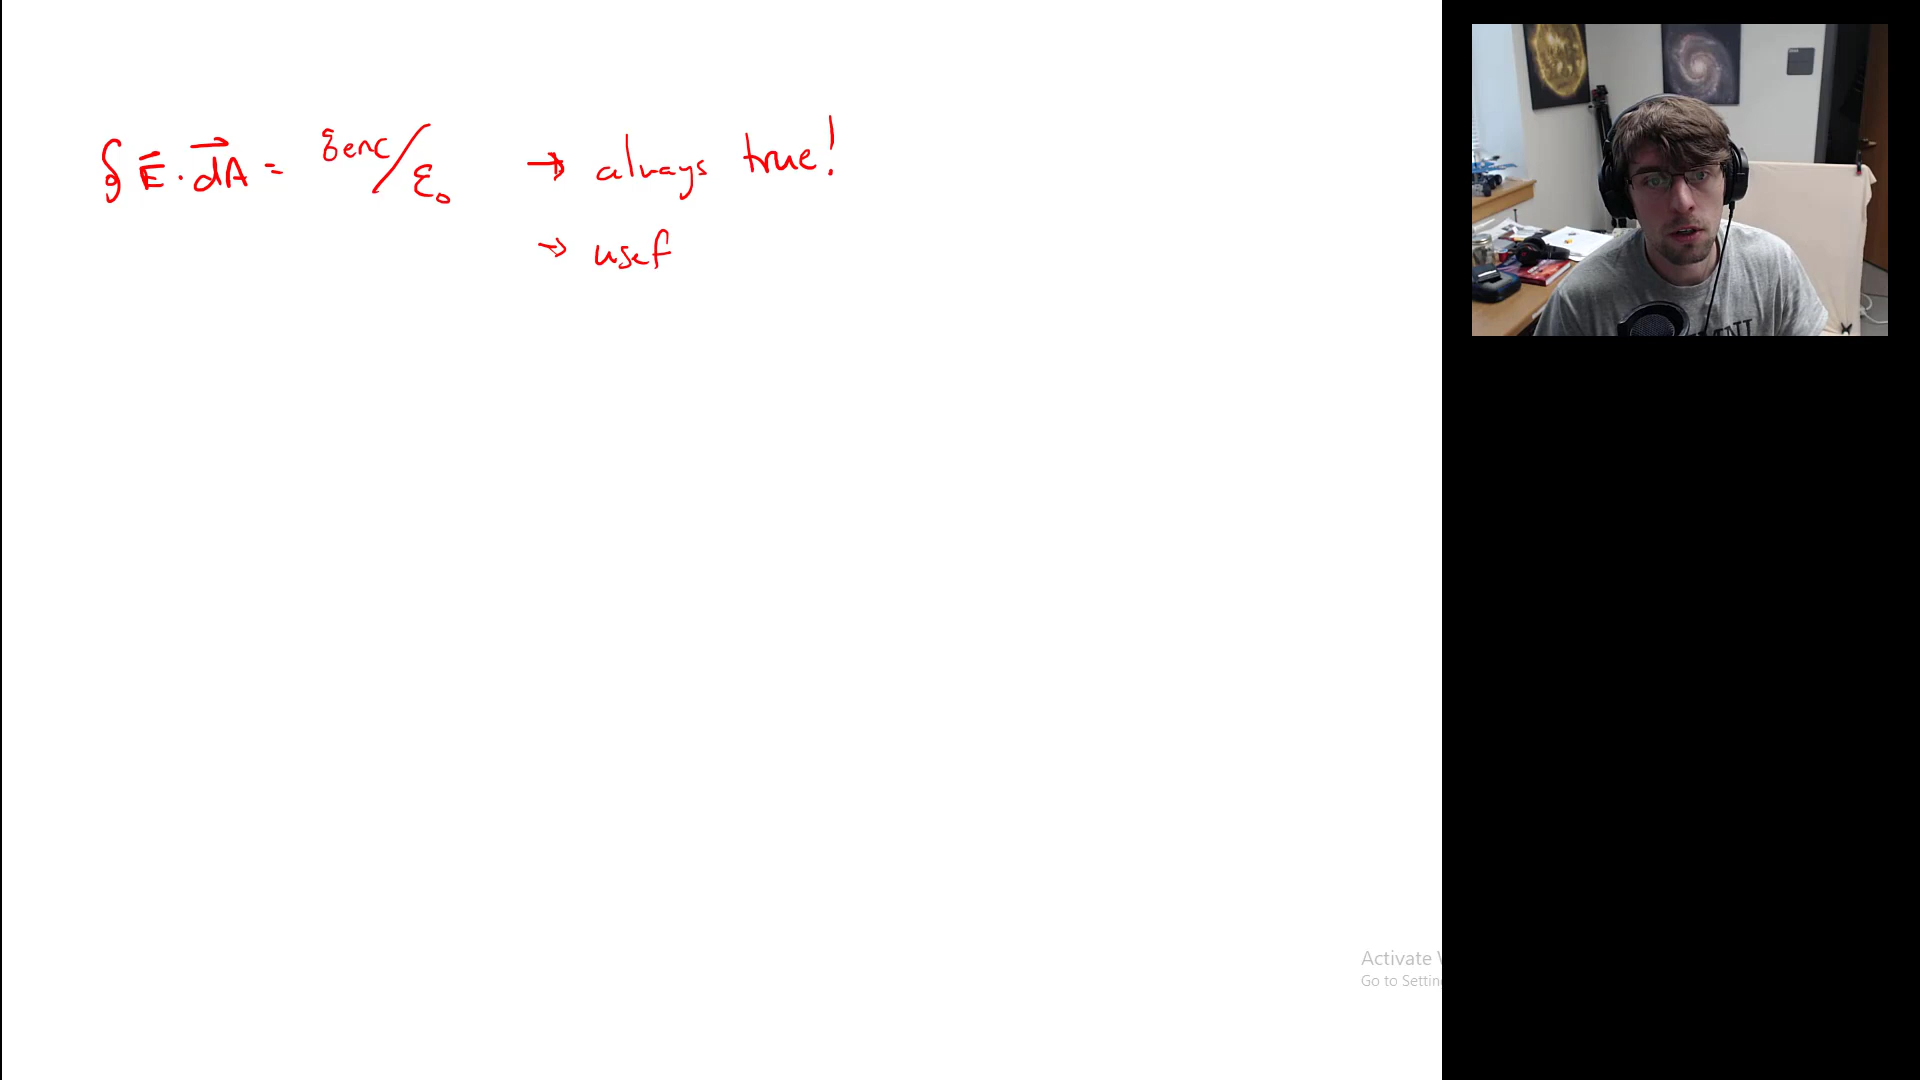 ∮ E⃗ · dA⃗ = qenc/ε₀ → always true!
→ usef
Activate
Go to Settin